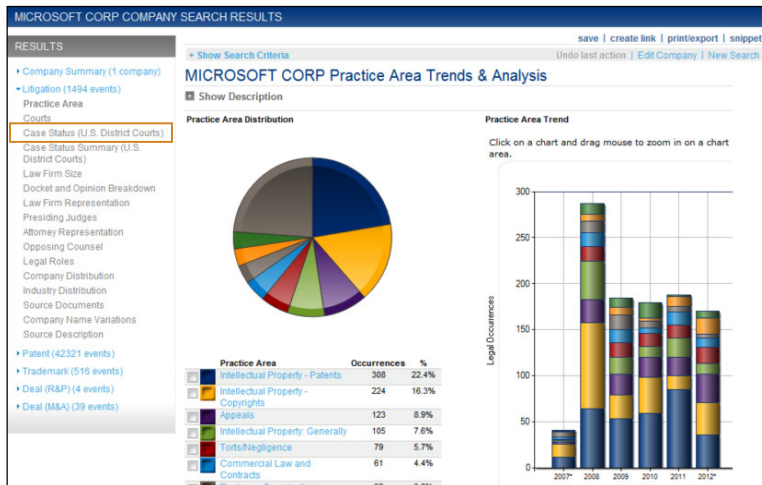 MICROSOFT CORP COMPANY SEARCH RESULTS
save | create link | print/export | snippet
RESULTS
+ Show Search Criteria
Undo last action | Edit Company | New Search
Company Summary (1 company)
Litigation (1494 events)
Practice Area
Courts
Case Status (U.S. District Courts)
Case Status Summary (U.S.
District Courts)
Law Firm Size
Docket and Opinion Breakdown
Law Firm Representation
Presiding Judges
Attorney Representation
Opposing Counsel
Legal Roles
Company Distribution
Industry Distribution
Source Documents
Company Name Variations
Source Description
Patent (42321 events)
Trademark (516 events)
Deal (R&P) (4 events)
Deal (M&A) (39 events)
MICROSOFT CORP Practice Area Trends & Analysis
Show Description
Practice Area Distribution
Practice Area Occurrences %
Intellectual Property - Patents 308 22.4%
Intellectual Property - 224 16.3%
Copyrights
Appeals 123 8.9%
Intellectual Property: Generally 105 7.6%
Torts/Negligence 79 5.7%
Commercial Law and 61 4.4%
Contracts
Practice Area Trend
Click on a chart and drag mouse to zoom in on a chart
area.
Legal Occurrences
300
250
200
150
100
50
0
2007* 2008 2009 2010 2011 2012*